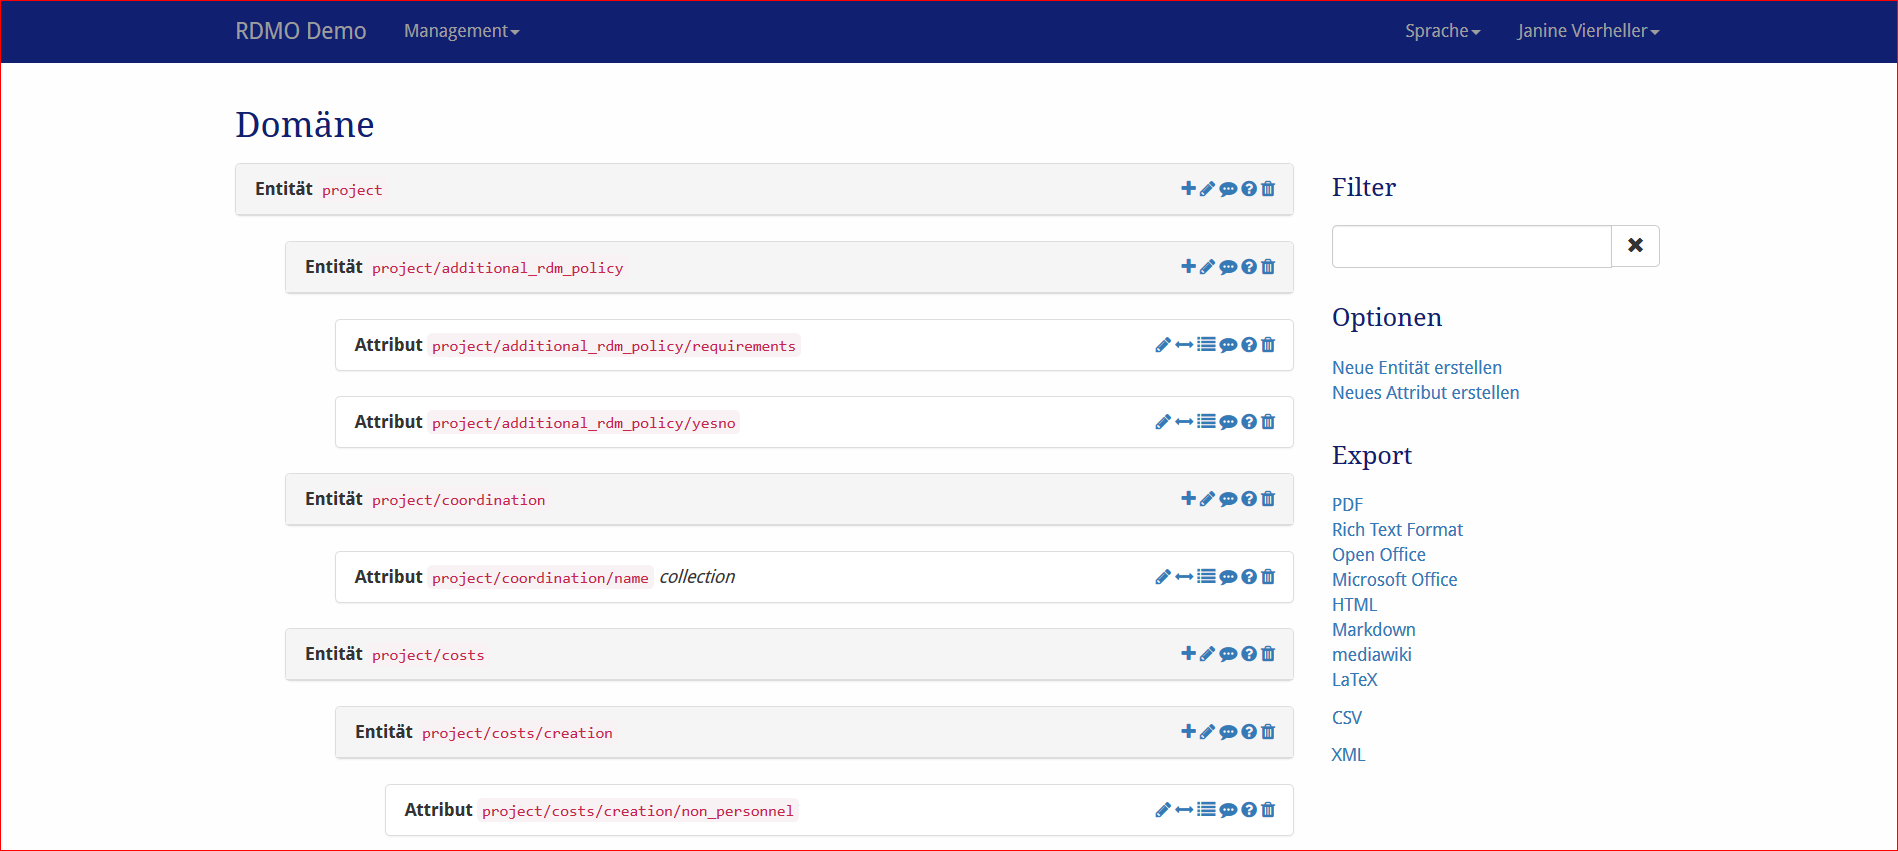 RDMO Demo Management Sprache Janine Vierheller
Domäne
Entität project
Entität project/additional_rdm_policy
Attribut project/additional_rdm_policy/requirements
Attribut project/additional_rdm_policy/yesno
Entität project/coordination
Attribut project/coordination/name collection
Entität project/costs
Entität project/costs/creation
Attribut project/costs/creation/non_personnel
Filter
Optionen
Neue Entität erstellen
Neues Attribut erstellen
Export
PDF
Rich Text Format
Open Office
Microsoft Office
HTML
Markdown
mediawiki
LaTeX
CSV
XML